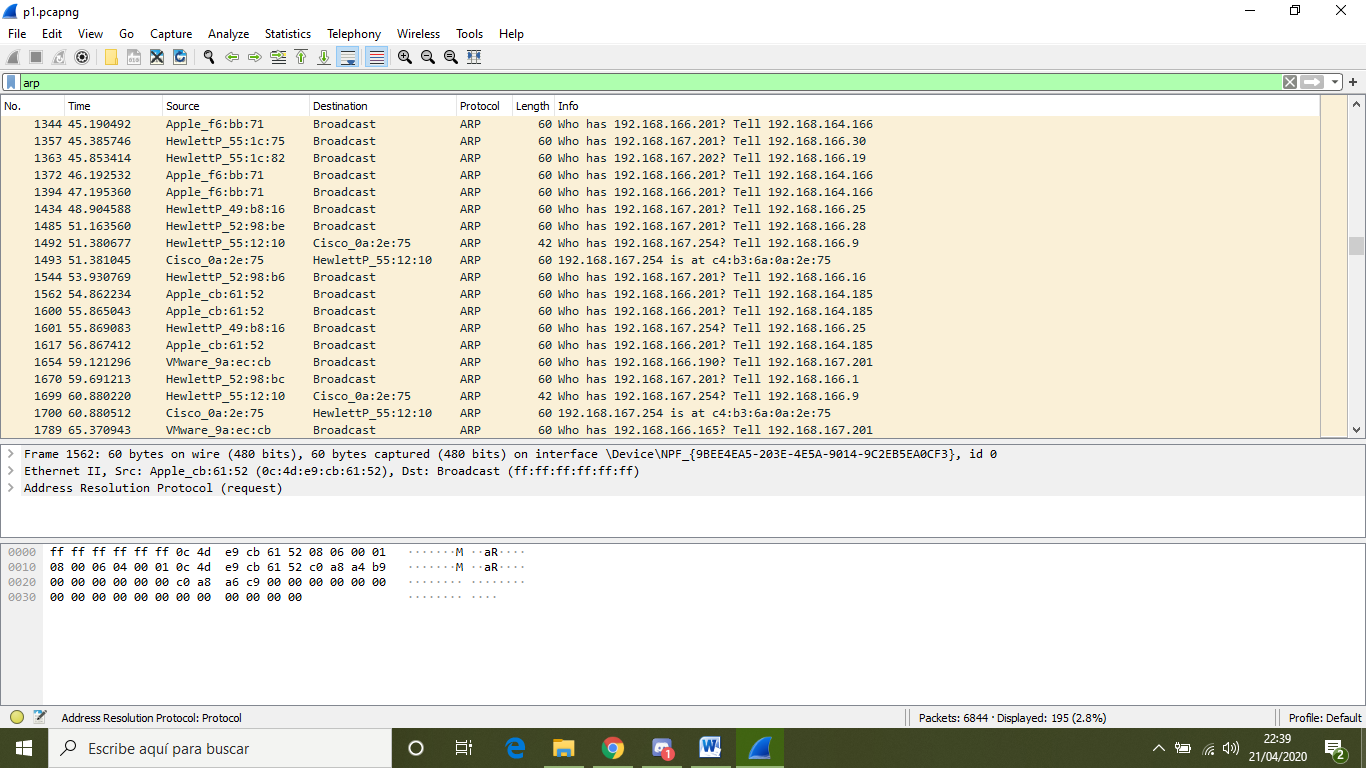 p1.pcapng
File Edit View Go Capture Analyze Statistics Telephony Wireless Tools Help
arp
No. Time Source Destination Protocol Length Info
1344 45.190492 Apple_f6:bb:71 Broadcast ARP 60 Who has 192.168.166.201? Tell 192.168.164.166
1357 45.385746 HewlettP_55:1c:75 Broadcast ARP 60 Who has 192.168.167.201? Tell 192.168.166.30
1363 45.853414 HewlettP_55:1c:82 Broadcast ARP 60 Who has 192.168.167.202? Tell 192.168.166.19
1372 46.192532 Apple_f6:bb:71 Broadcast ARP 60 Who has 192.168.166.201? Tell 192.168.164.166
1394 47.195360 Apple_f6:bb:71 Broadcast ARP 60 Who has 192.168.166.201? Tell 192.168.164.166
1434 48.904588 HewlettP_49:b8:16 Broadcast ARP 60 Who has 192.168.167.201? Tell 192.168.166.25
1485 51.163560 HewlettP_52:98:be Broadcast ARP 60 Who has 192.168.167.201? Tell 192.168.166.28
1492 51.380677 HewlettP_55:12:10 Cisco_0a:2e:75 ARP 42 Who has 192.168.167.254? Tell 192.168.166.9
1493 51.381045 Cisco_0a:2e:75 HewlettP_55:12:10 ARP 60 192.168.167.254 is at c4:b3:6a:0a:2e:75
1544 53.930769 HewlettP_52:98:b6 Broadcast ARP 60 Who has 192.168.167.201? Tell 192.168.166.16
1562 54.862234 Apple_cb:61:52 Broadcast ARP 60 Who has 192.168.166.201? Tell 192.168.164.185
1600 55.865043 Apple_cb:61:52 Broadcast ARP 60 Who has 192.168.166.201? Tell 192.168.164.185
1601 55.869083 HewlettP_49:b8:16 Broadcast ARP 60 Who has 192.168.167.254? Tell 192.168.166.25
1617 56.867412 Apple_cb:61:52 Broadcast ARP 60 Who has 192.168.166.201? Tell 192.168.164.185
1654 59.121296 VMware_9a:ec:cb Broadcast ARP 60 Who has 192.168.166.190? Tell 192.168.167.201
1670 59.691213 HewlettP_52:98:bc Broadcast ARP 60 Who has 192.168.167.201? Tell 192.168.166.1
1699 60.880220 HewlettP_55:12:10 Cisco_0a:2e:75 ARP 42 Who has 192.168.167.254? Tell 192.168.166.9
1700 60.880512 Cisco_0a:2e:75 HewlettP_55:12:10 ARP 60 192.168.167.254 is at c4:b3:6a:0a:2e:75
1789 65.370943 VMware_9a:ec:cb Broadcast ARP 60 Who has 192.168.166.165? Tell 192.168.167.201
Frame 1562: 60 bytes on wire (480 bits), 60 bytes captured (480 bits) on interface \Device\NPF_{9BEE4EA5-203E-4E5A-9014-9C2EB5EA0CF3}, id 0
Ethernet II, Src: Apple_cb:61:52 (0c:4d:e9:cb:61:52), Dst: Broadcast (ff:ff:ff:ff:ff:ff)
Address Resolution Protocol (request)
0000 ff ff ff ff ff ff 0c 4d e9 cb 61 52 08 06 00 01 ·······M ··aR····
0010 08 00 06 04 00 01 0c 4d e9 cb 61 52 c0 a8 a4 b9 ·······M ··aR····
0020 00 00 00 00 00 00 c0 a8 a6 c9 00 00 00 00 00 00 ········ ········
0030 00 00 00 00 00 00 00 00 00 00 00 00 ········ ····
Address Resolution Protocol: Protocol Packets: 6844 · Displayed: 195 (2.8%) Profile: Default
Escribe aquí para buscar
1
22:39
21/04/2020
2